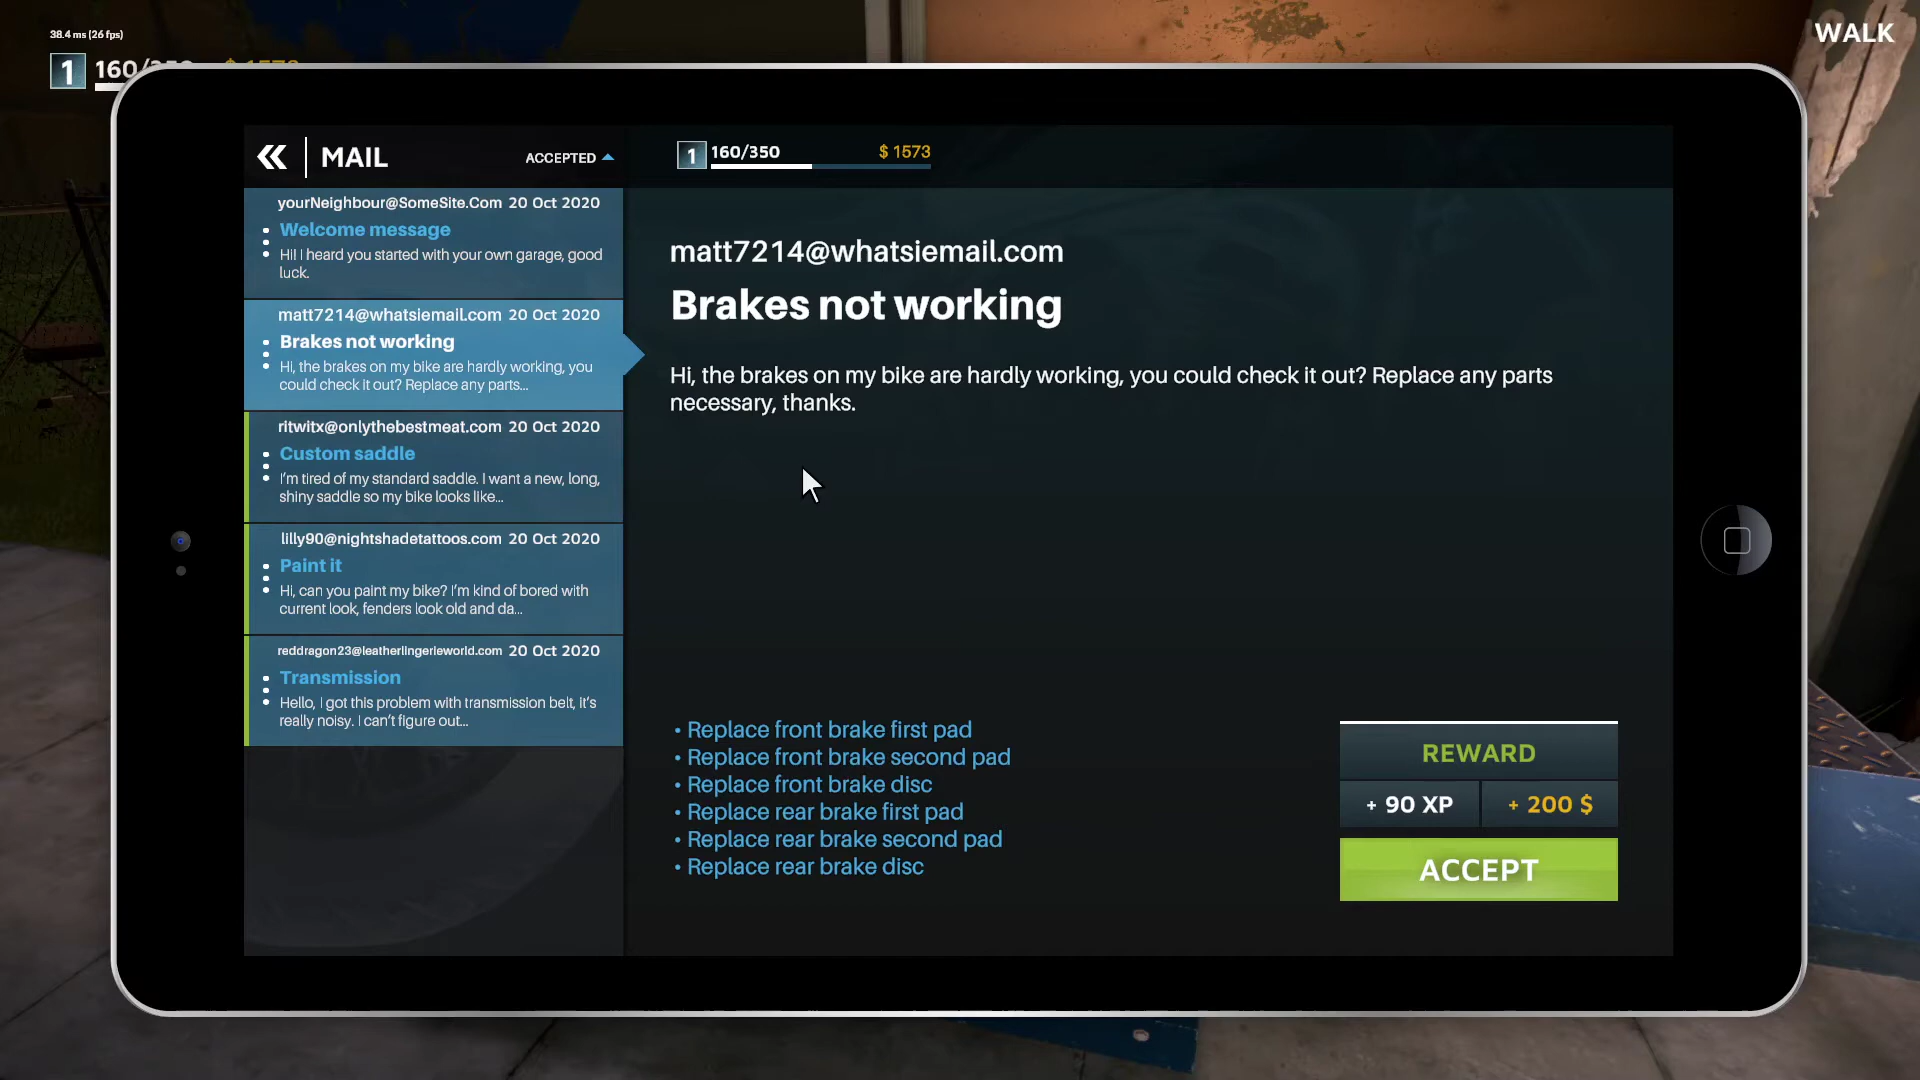 38.4 ms (26 fps)
WALK
1 160/350 $ 1573
MAIL
ACCEPTED
1 160/350 $ 1573
yourNeighbour@SomeSite.Com 20 Oct 2020
Welcome message
Hi! I heard you started with your own garage, good
luck.
matt7214@whatsiemail.com 20 Oct 2020
Brakes not working
Hi, the brakes on my bike are hardly working, you
could check it out? Replace any parts...
ritwitx@onlythebestmeat.com 20 Oct 2020
Custom saddle
I'm tired of my standard saddle. I want a new, long,
shiny saddle so my bike looks like...
lilly90@nightshadetattoos.com 20 Oct 2020
Paint it
Hi, can you paint my bike? I'm kind of bored with
current look, fenders look old and da...
reddragon23@leatherlingerieworld.com 20 Oct 2020
Transmission
Hello, I got this problem with transmission belt, it's
really noisy. I can't figure out...
matt7214@whatsiemail.com
Brakes not working
Hi, the brakes on my bike are hardly working, you could check it out? Replace any parts
necessary, thanks.
• Replace front brake first pad
• Replace front brake second pad
• Replace front brake disc
• Replace rear brake first pad
• Replace rear brake second pad
• Replace rear brake disc
REWARD
+ 90 XP + 200 $
ACCEPT